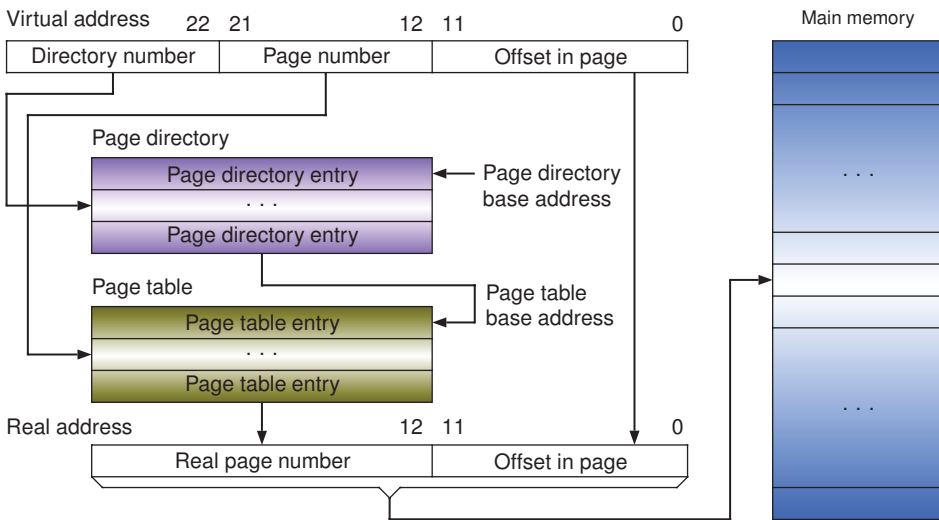 Virtual address 22 21 12 11 0
Directory number Page number Offset in page
Page directory
Page directory entry
. . .
Page directory entry
Page directory
base address
Page table
Page table entry
. . .
Page table entry
Page table
base address
Real address 12 11 0
Real page number Offset in page
Main memory
. . .
. . .